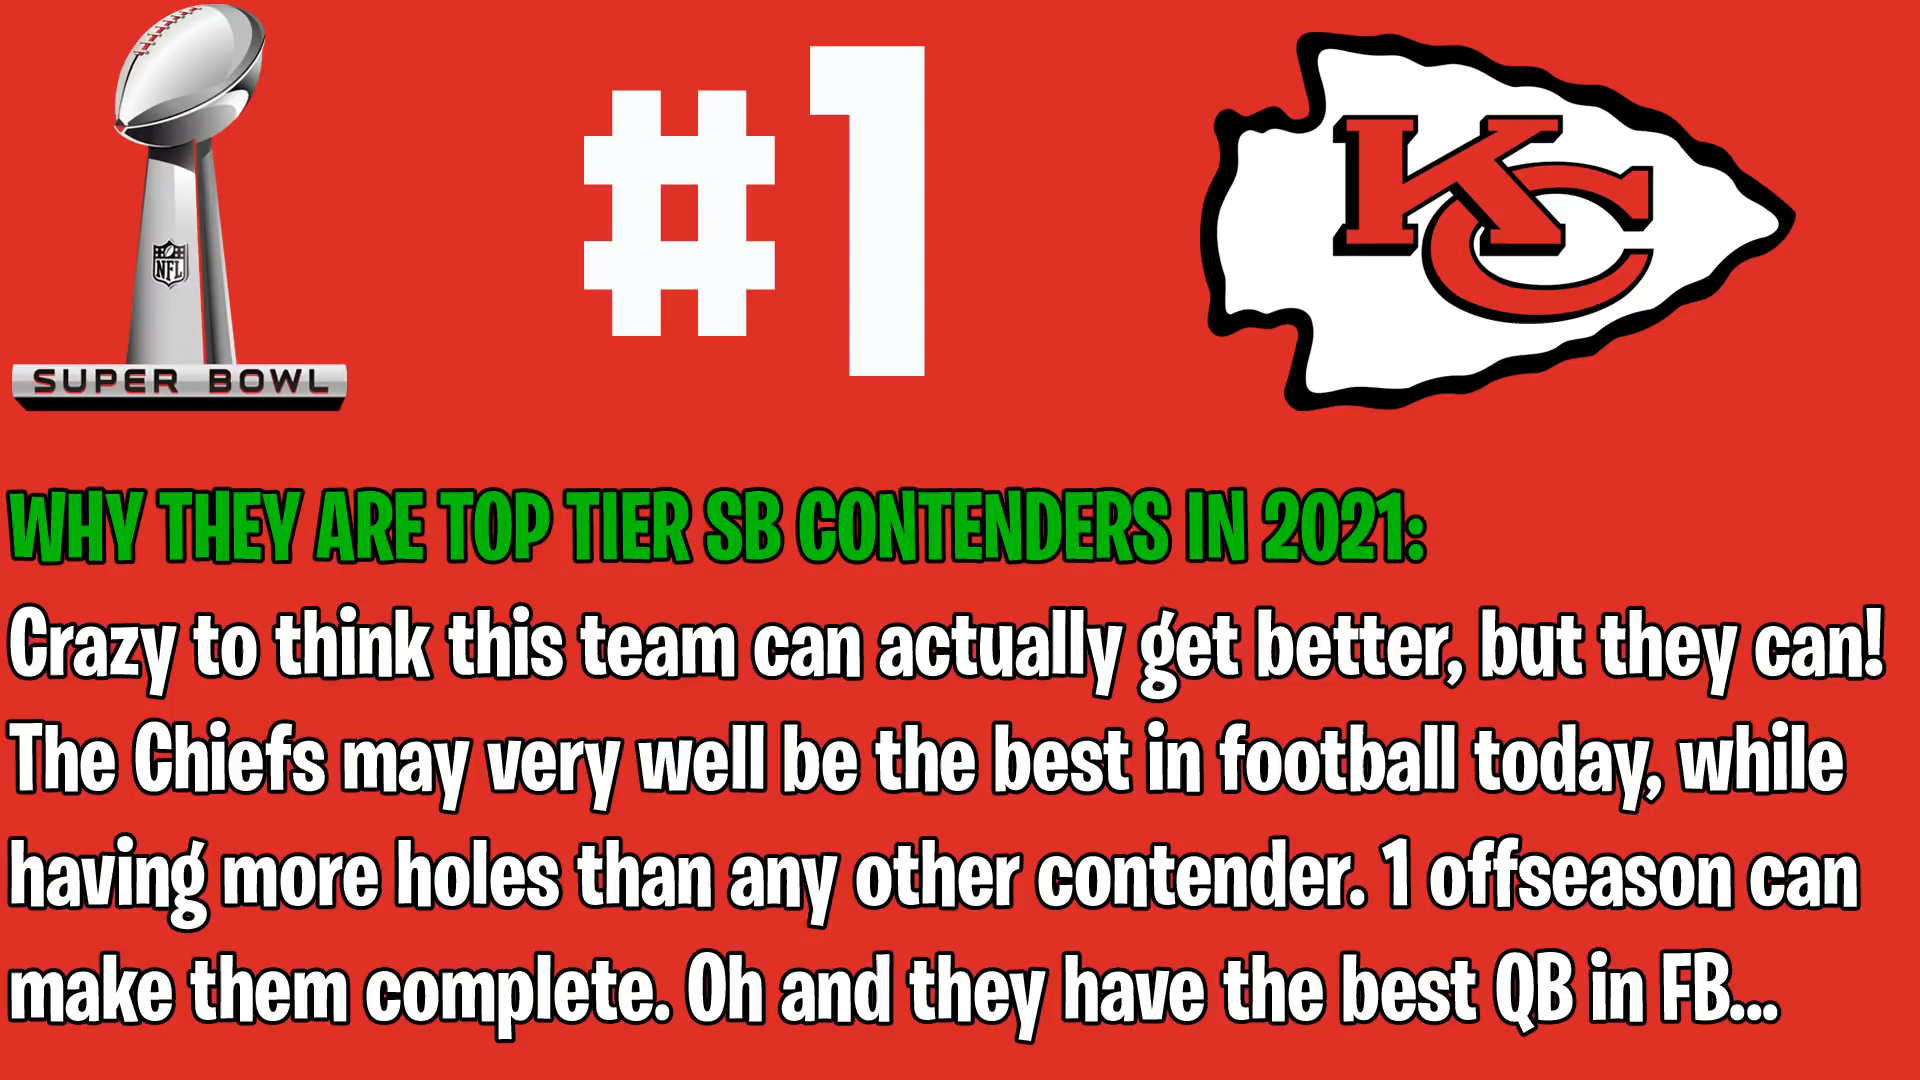 #1
KC
NFL
SUPER BOWL
WHY THEY ARE TOP TIER SB CONTENDERS IN 2021:
Crazy to think this team can actually get better, but they can!
The Chiefs may very well be the best in football today, while
having more holes than any other contender. 1 offseason can
make them complete. Oh and they have the best QB in FB...